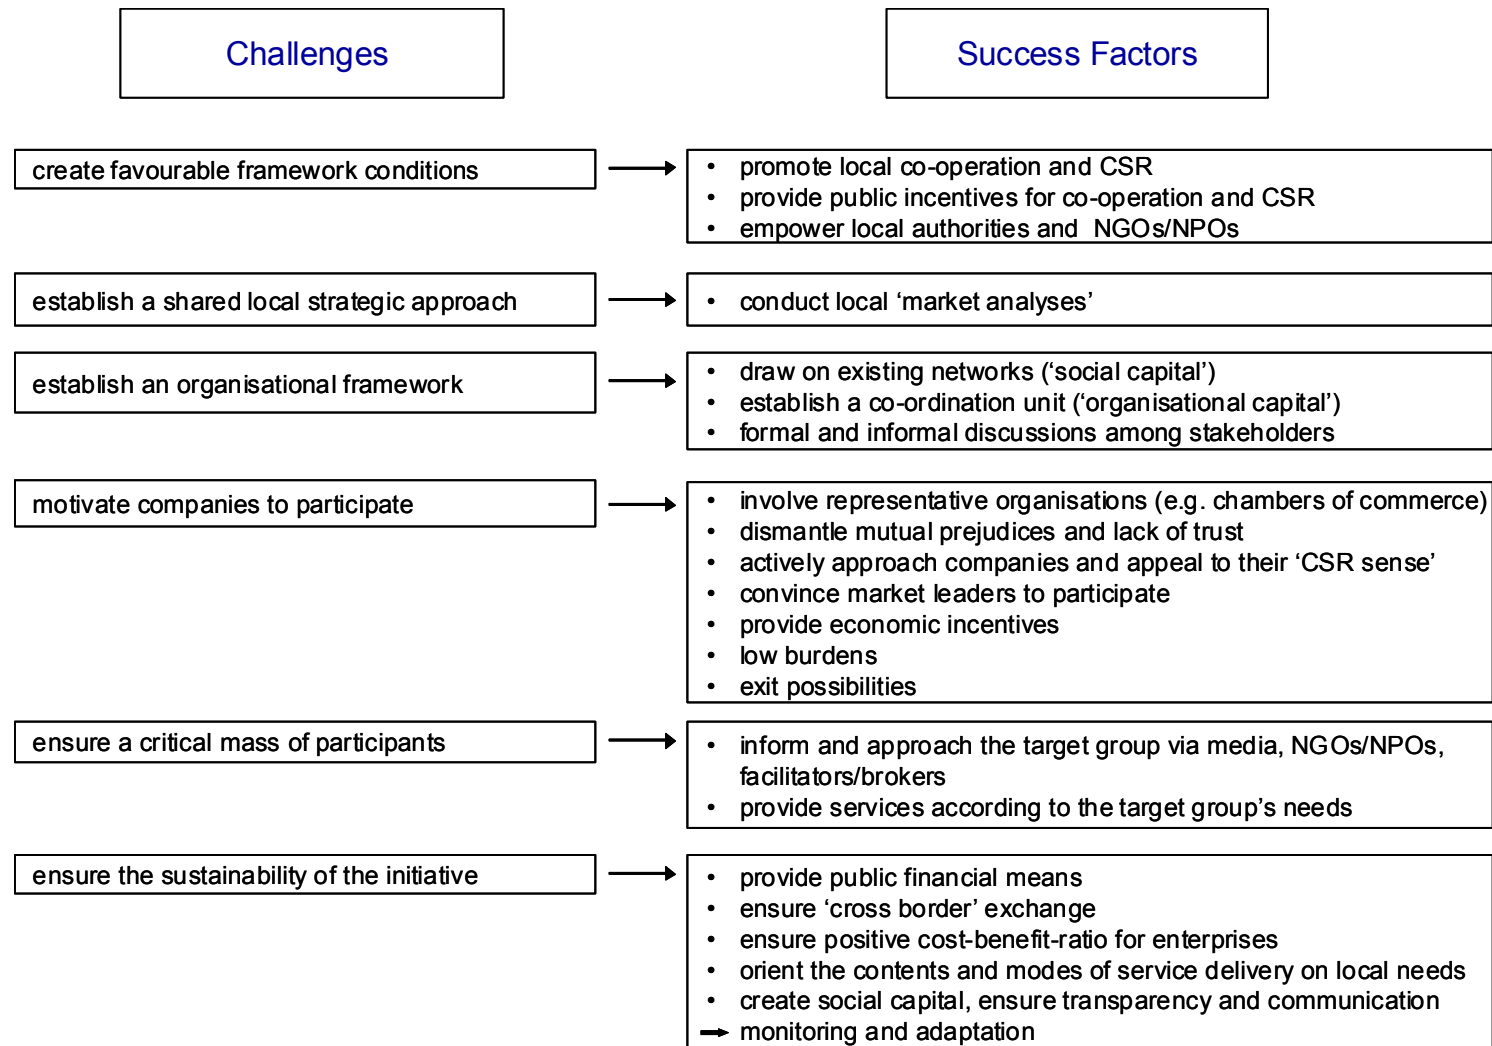 Challenges
Success Factors
create favourable framework conditions
• promote local co-operation and CSR
• provide public incentives for co-operation and CSR
• empower local authorities and NGOs/NPOs
establish a shared local strategic approach
• conduct local ‘market analyses’
establish an organisational framework
• draw on existing networks (‘social capital’)
• establish a co-ordination unit (‘organisational capital’)
• formal and informal discussions among stakeholders
motivate companies to participate
• involve representative organisations (e.g. chambers of commerce)
• dismantle mutual prejudices and lack of trust
• actively approach companies and appeal to their ‘CSR sense’
• convince market leaders to participate
• provide economic incentives
• low burdens
• exit possibilities
ensure a critical mass of participants
• inform and approach the target group via media, NGOs/NPOs,
facilitators/brokers
• provide services according to the target group’s needs
ensure the sustainability of the initiative
• provide public financial means
• ensure ‘cross border’ exchange
• ensure positive cost-benefit-ratio for enterprises
• orient the contents and modes of service delivery on local needs
• create social capital, ensure transparency and communication
→ monitoring and adaptation